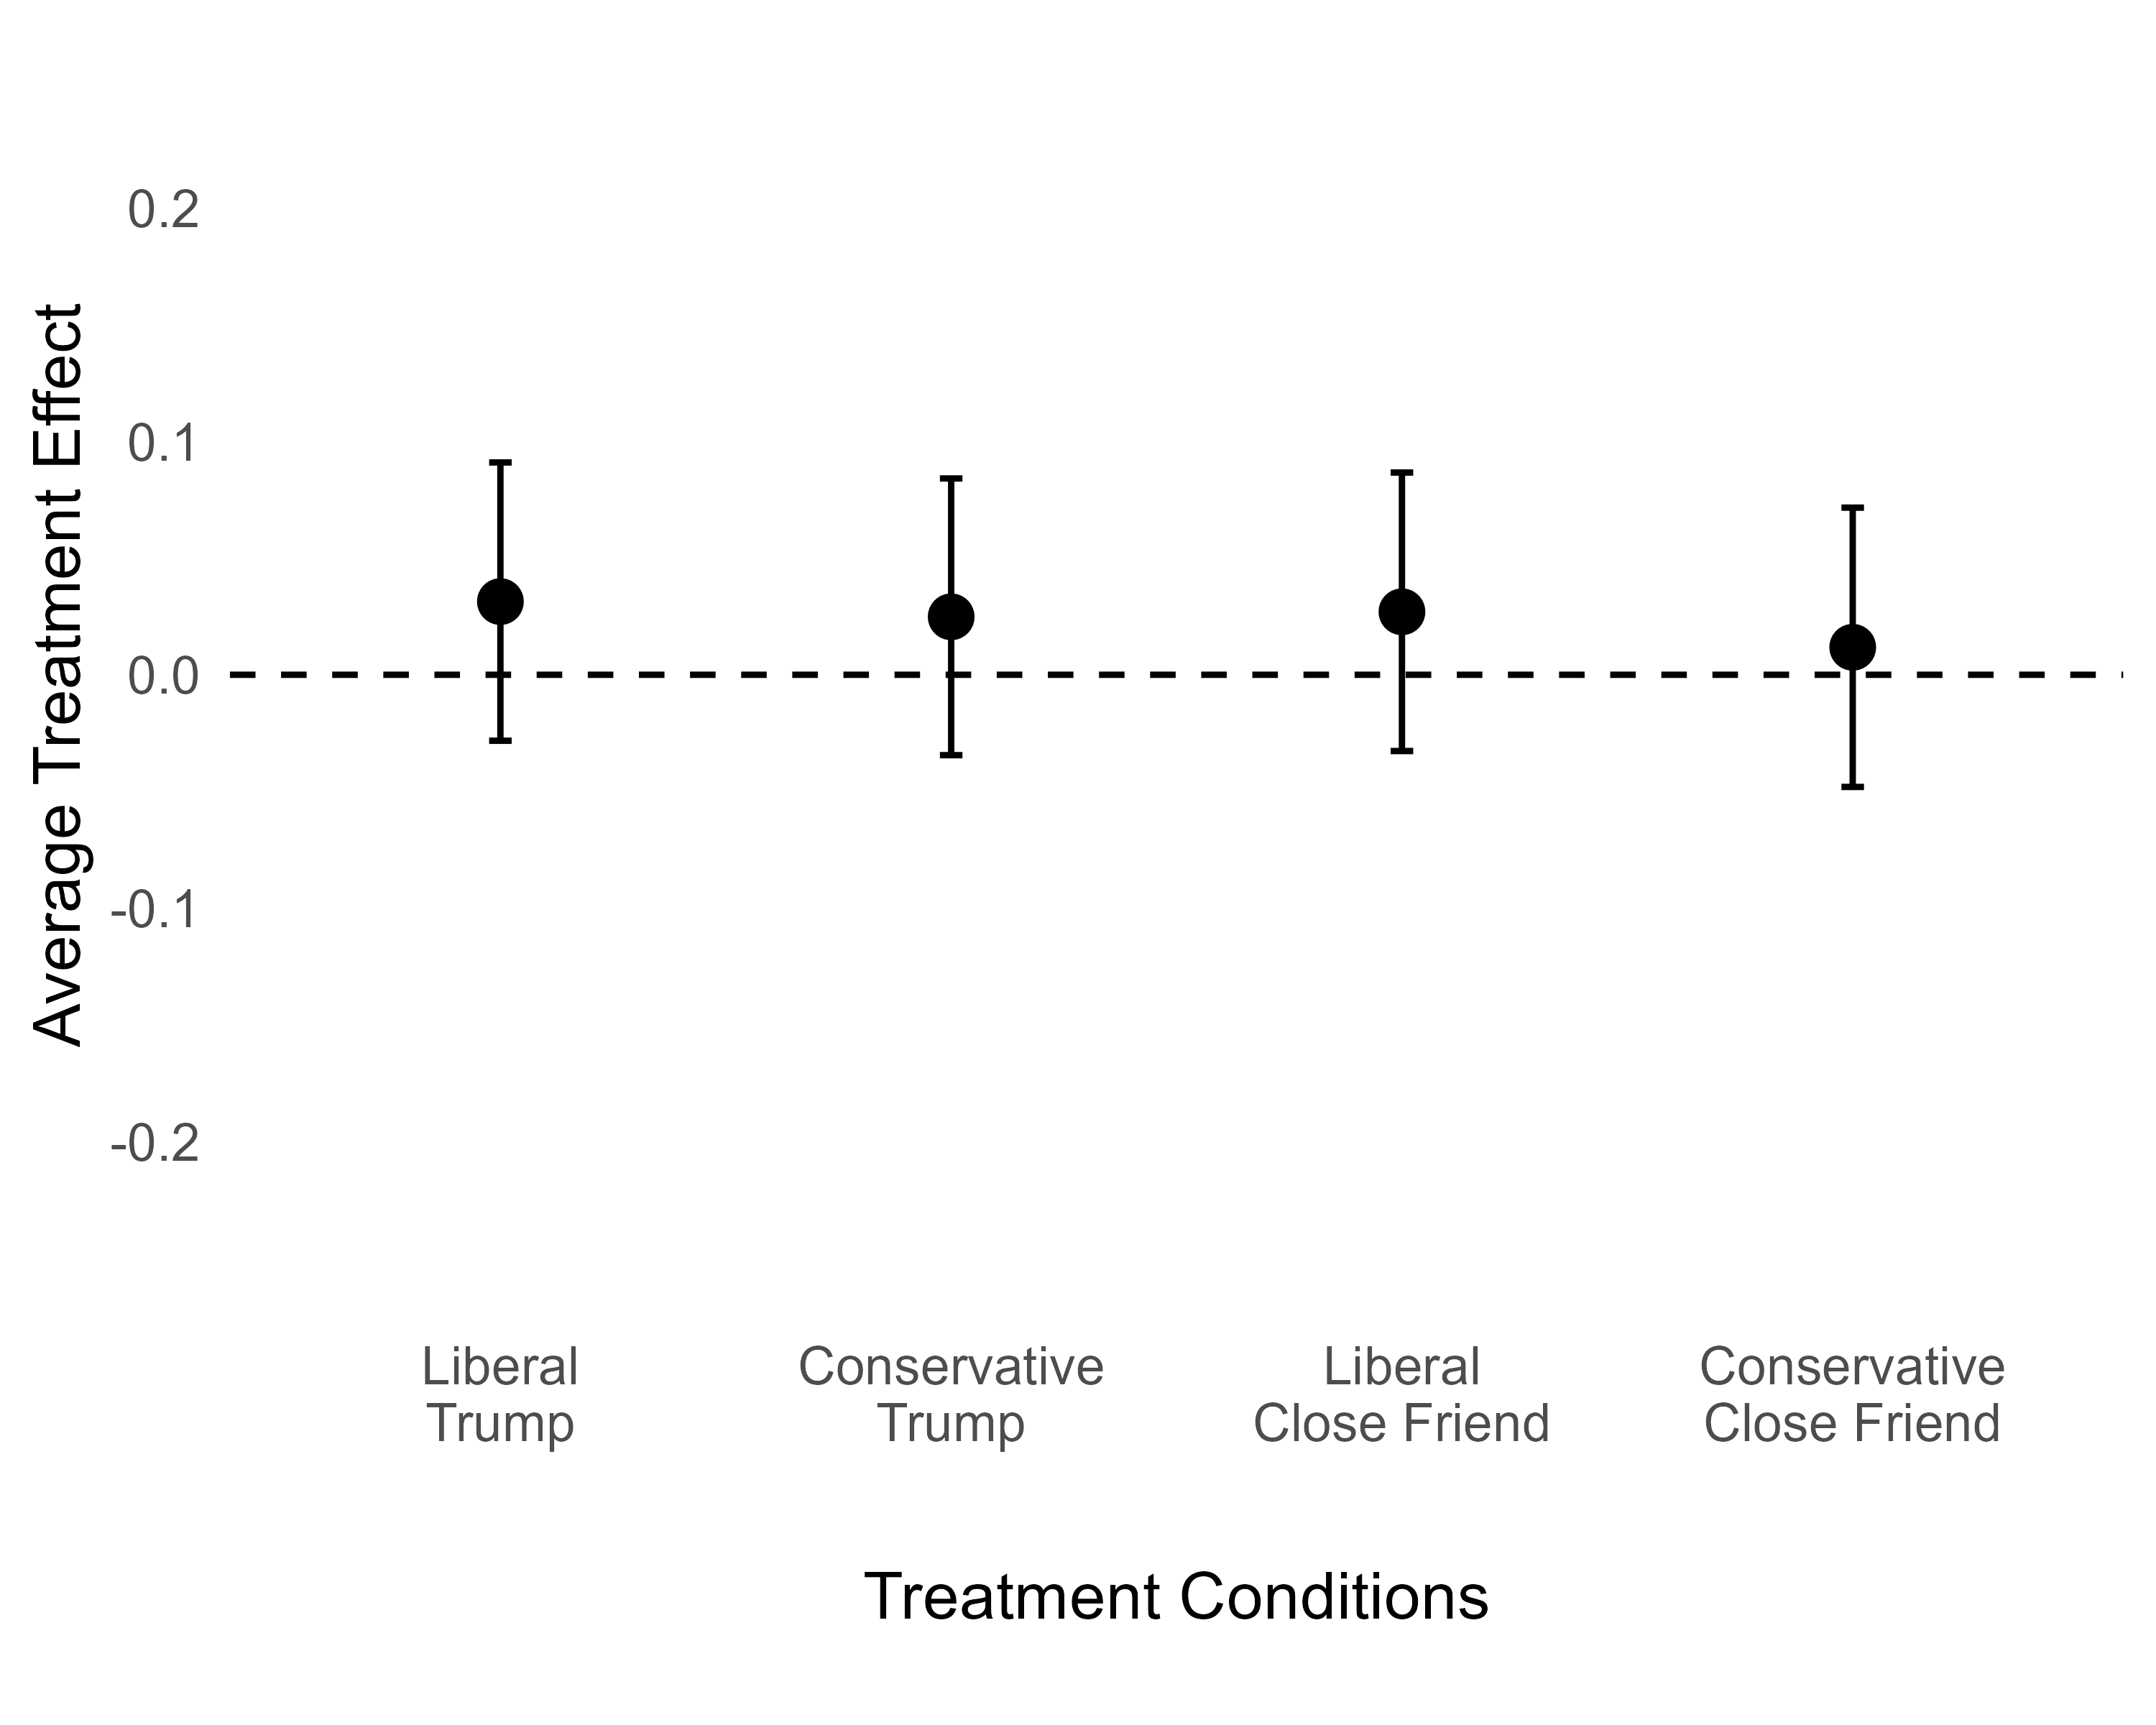 Average Treatment Effect
0.2
0.1
0.0
-0.1
-0.2
Liberal
Trump
Conservative
Trump
Liberal
Close Friend
Conservative
Close Friend
Treatment Conditions